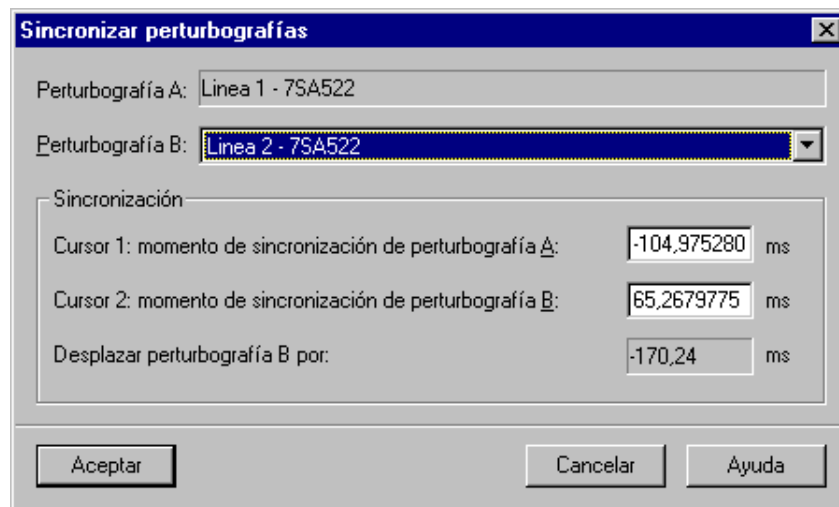 Sincronizar perturbografías
Perturbografía A: Linea 1 - 7SA522
Perturbografía B: Linea 2 - 7SA522
Sincronización
Cursor 1: momento de sincronización de perturbografía A: -104,975280 ms
Cursor 2: momento de sincronización de perturbografía B: 65,2679775 ms
Desplazar perturbografía B por: -170,24 ms
Aceptar Cancelar Ayuda